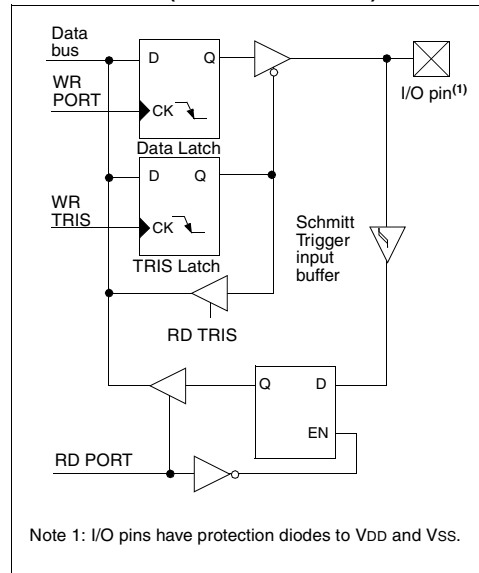 Data
bus
D
Q
WR
PORT
CK
I/O pin(1)
Data Latch
D
Q
WR
TRIS
CK
Schmitt
Trigger
input
buffer
TRIS Latch
RD TRIS
Q
D
EN
RD PORT
Note 1: I/O pins have protection diodes to VDD and VSS.